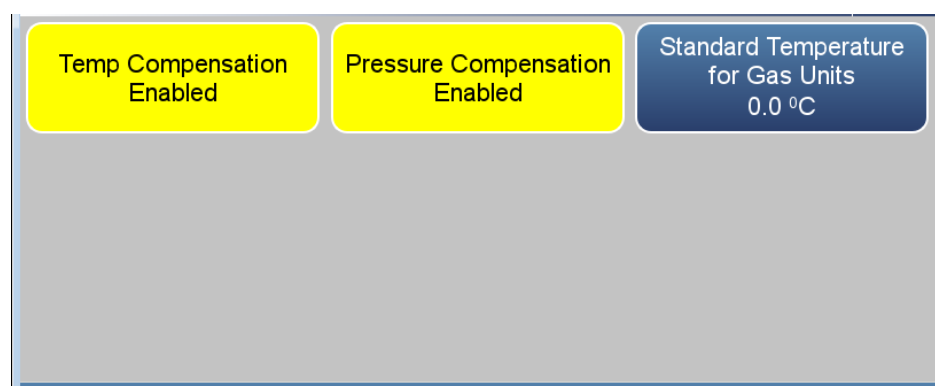 Temp Compensation
Enabled
Pressure Compensation
Enabled
Standard Temperature
for Gas Units
0.0 ⁰C